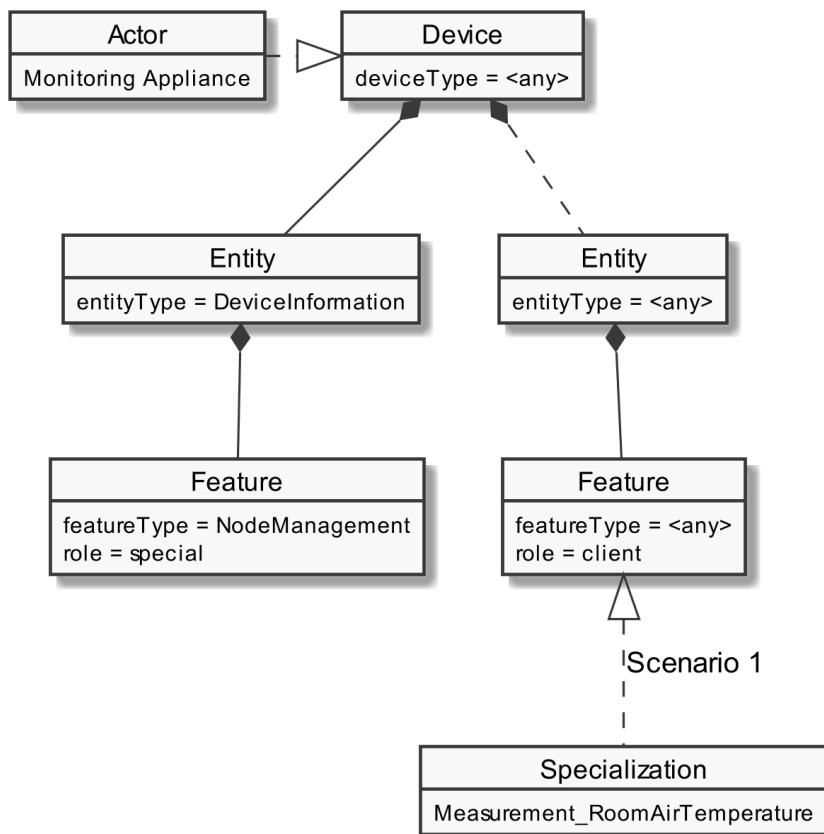 Actor
Monitoring Appliance
Device
deviceType = <any>
Entity
entityType = DeviceInformation
Entity
entityType = <any>
Feature
featureType = NodeManagement
role = special
Feature
featureType = <any>
role = client
Scenario 1
Specialization
Measurement_RoomAirTemperature